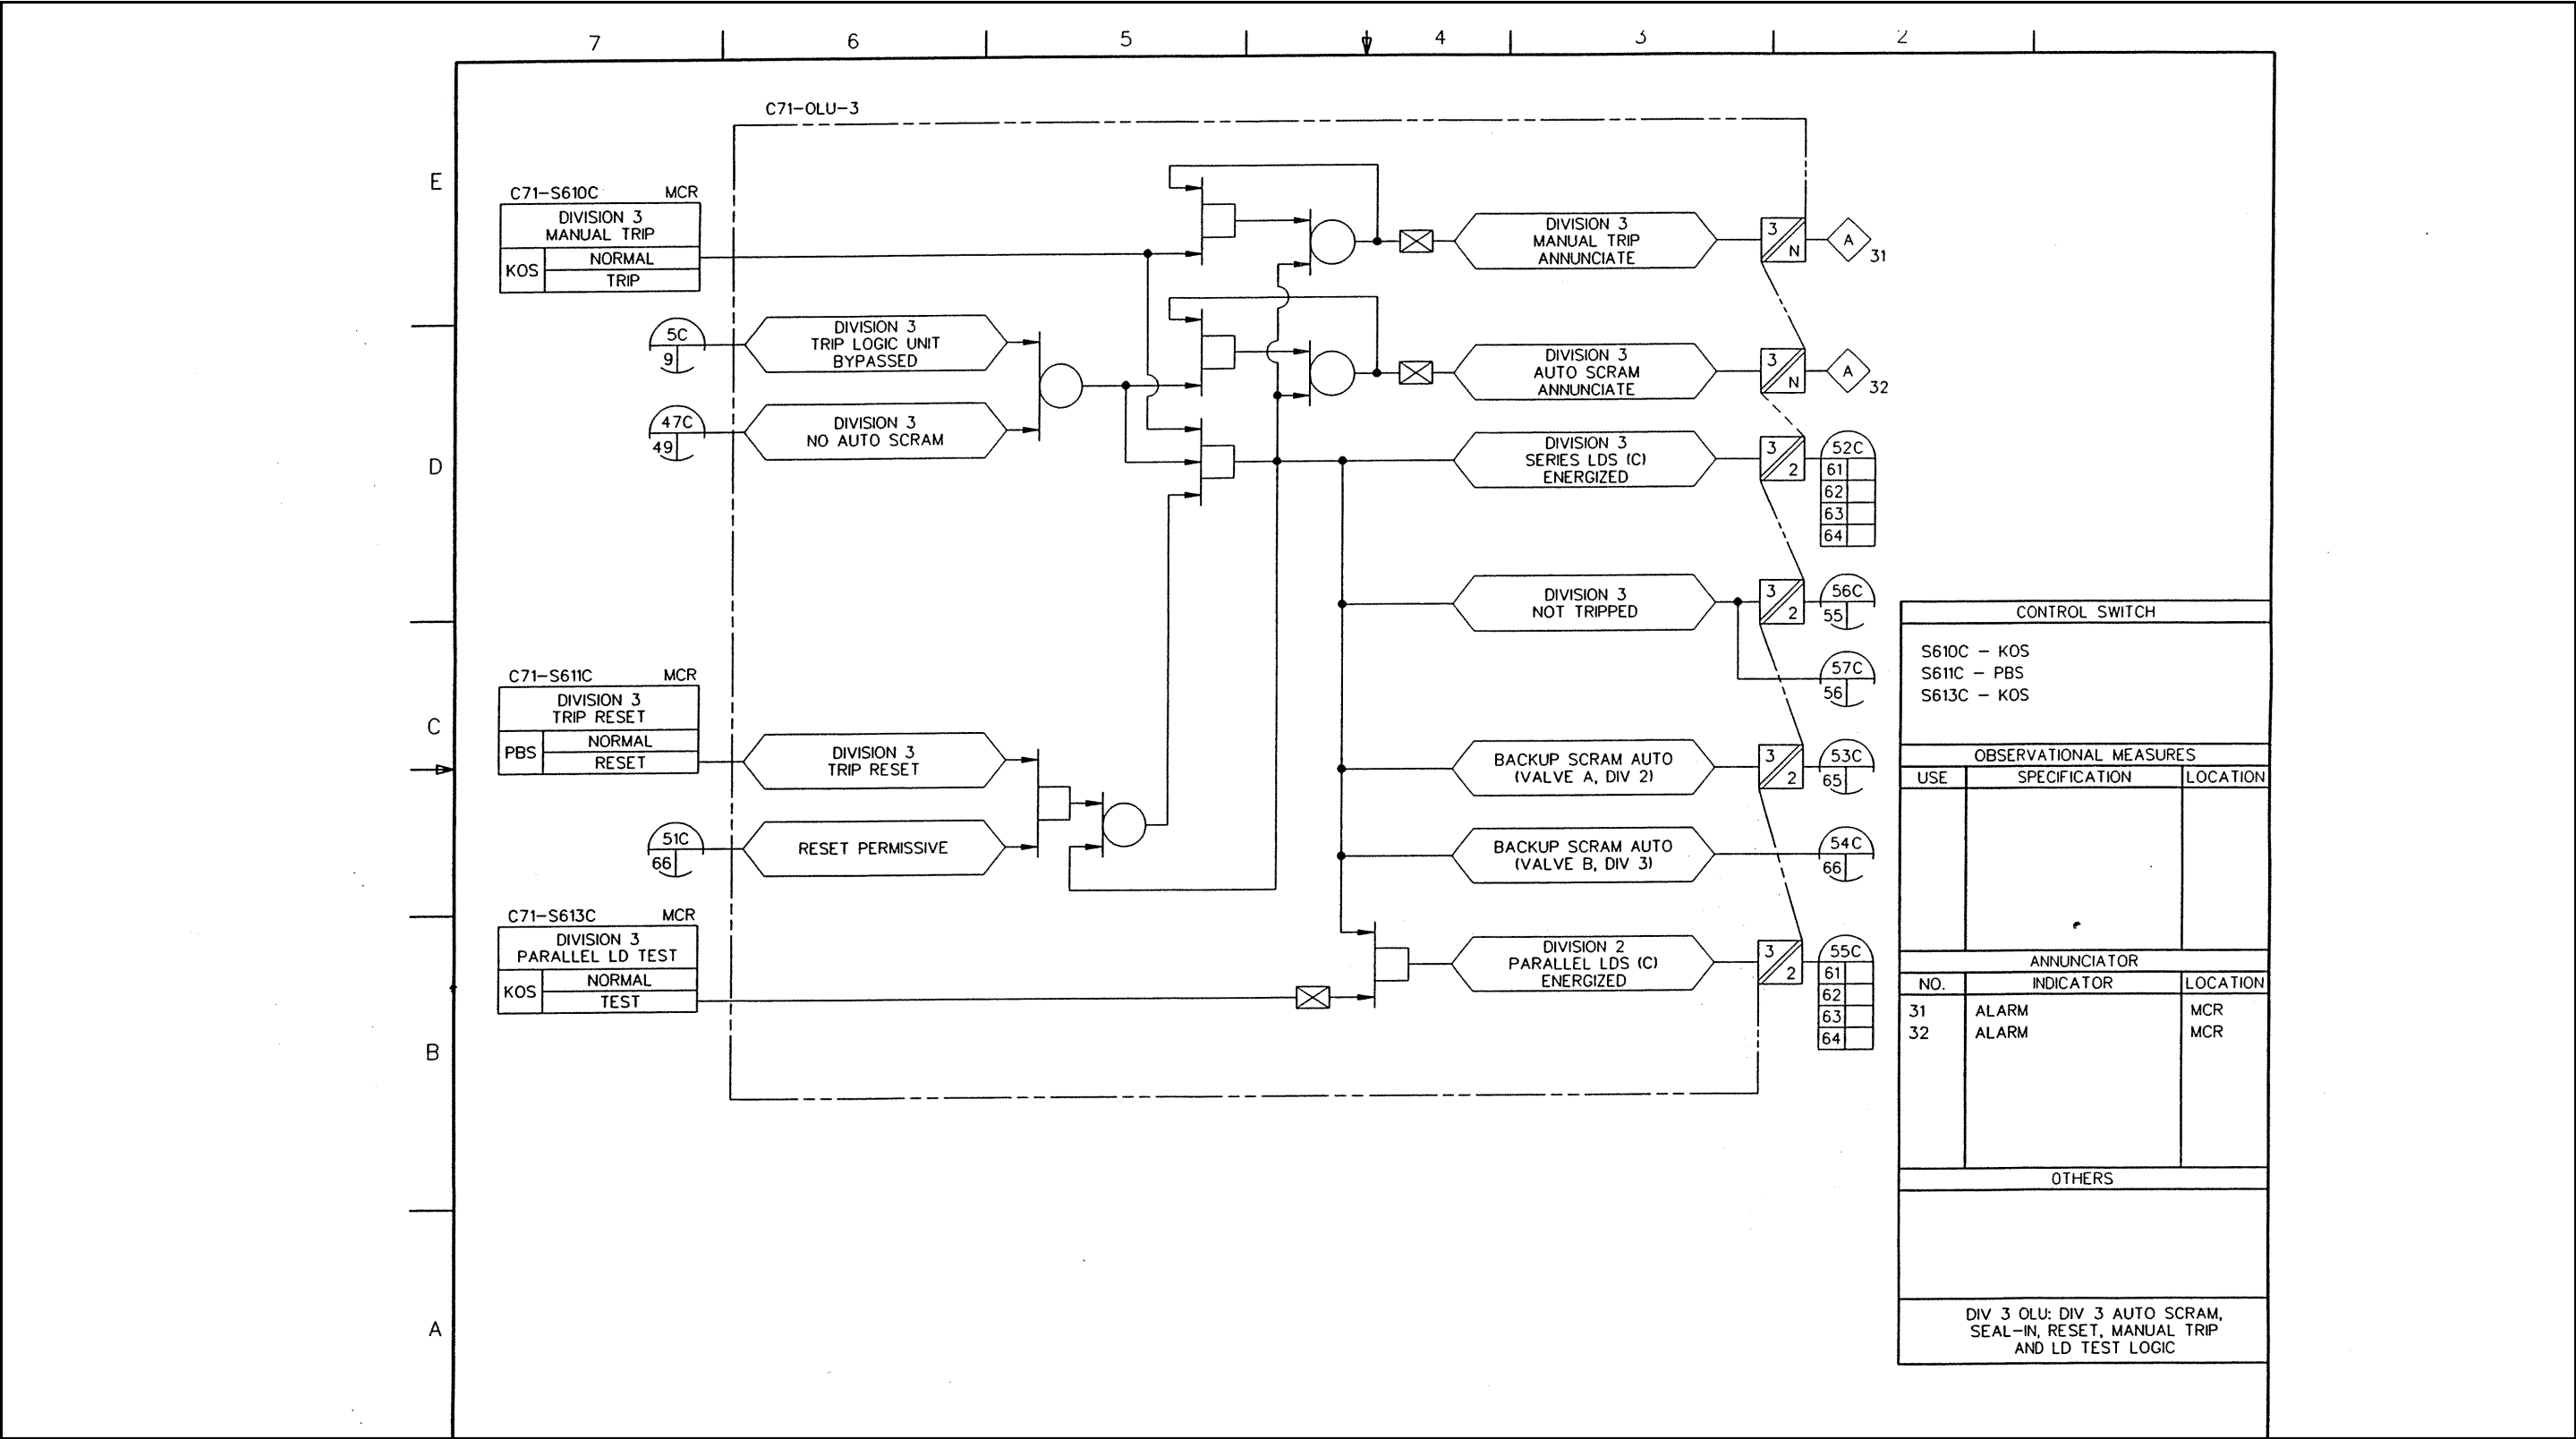 7 6 5 4 3 2
C71-OLU-3
E
C71-S610C MCR
DIVISION 3
MANUAL TRIP
KOS
NORMAL
TRIP
DIVISION 3
MANUAL TRIP
ANNUNCIATE
3
N
A
31
5C
9
DIVISION 3
TRIP LOGIC UNIT
BYPASSED
DIVISION 3
AUTO SCRAM
ANNUNCIATE
3
N
A
32
D
47C
49
DIVISION 3
NO AUTO SCRAM
DIVISION 3
SERIES LDS (C)
ENERGIZED
3
2
52C
61
62
63
64
DIVISION 3
NOT TRIPPED
3
2
56C
55
57C
56
C
C71-S611C MCR
DIVISION 3
TRIP RESET
PBS
NORMAL
RESET
DIVISION 3
TRIP RESET
BACKUP SCRAM AUTO
(VALVE A, DIV 2)
3
2
53C
65
51C
66
RESET PERMISSIVE
BACKUP SCRAM AUTO
(VALVE B, DIV 3)
54C
66
C71-S613C MCR
DIVISION 3
PARALLEL LD TEST
KOS
NORMAL
TEST
DIVISION 2
PARALLEL LDS (C)
ENERGIZED
3
2
55C
61
62
63
64
B
A
CONTROL SWITCH
S610C - KOS
S611C - PBS
S613C - KOS
OBSERVATIONAL MEASURES
USE SPECIFICATION LOCATION
ANNUNCIATOR
NO. INDICATOR LOCATION
31 ALARM MCR
32 ALARM MCR
OTHERS
DIV 3 OLU: DIV 3 AUTO SCRAM,
SEAL-IN, RESET, MANUAL TRIP
AND LD TEST LOGIC